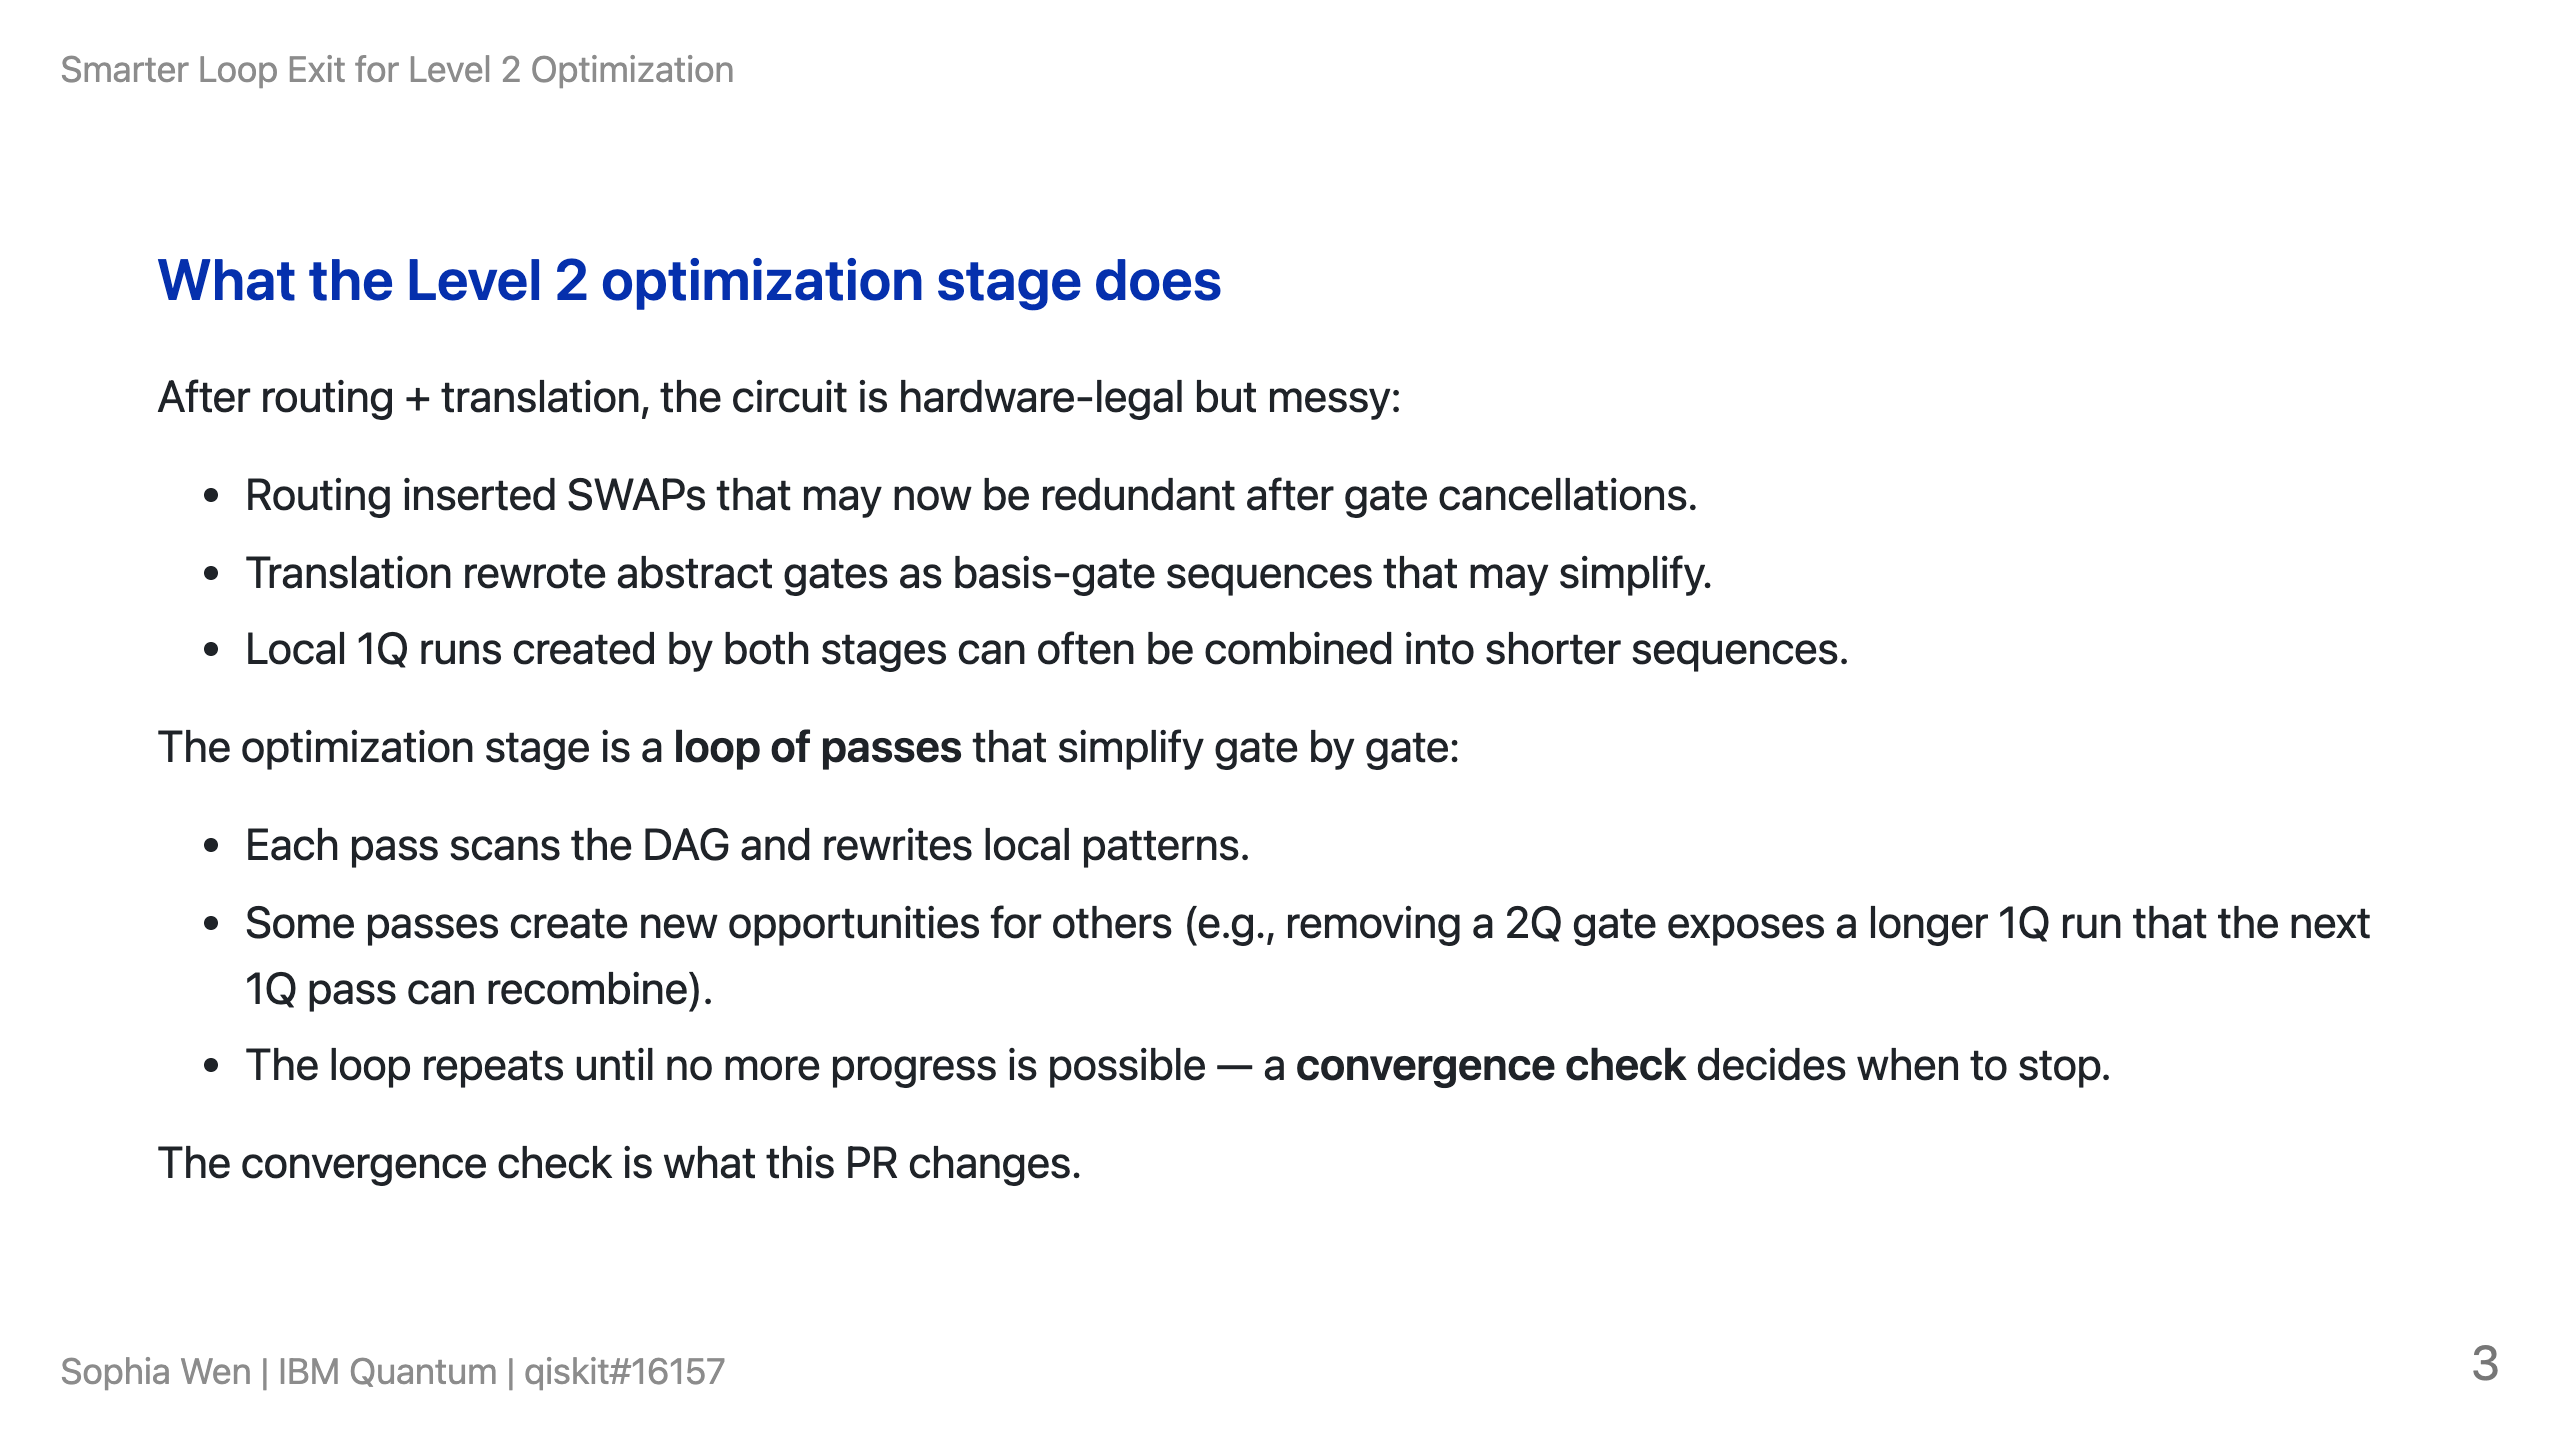 Smarter Loop Exit for Level 2 Optimization
What the Level 2 optimization stage does
After routing + translation, the circuit is hardware-legal but messy:
• Routing inserted SWAPs that may now be redundant after gate cancellations.
• Translation rewrote abstract gates as basis-gate sequences that may simplify.
• Local 1Q runs created by both stages can often be combined into shorter sequences.
The optimization stage is a loop of passes that simplify gate by gate:
• Each pass scans the DAG and rewrites local patterns.
• Some passes create new opportunities for others (e.g., removing a 2Q gate exposes a longer 1Q run that the next
1Q pass can recombine).
• The loop repeats until no more progress is possible — a convergence check decides when to stop.
The convergence check is what this PR changes.
Sophia Wen | IBM Quantum | qiskit#16157
3